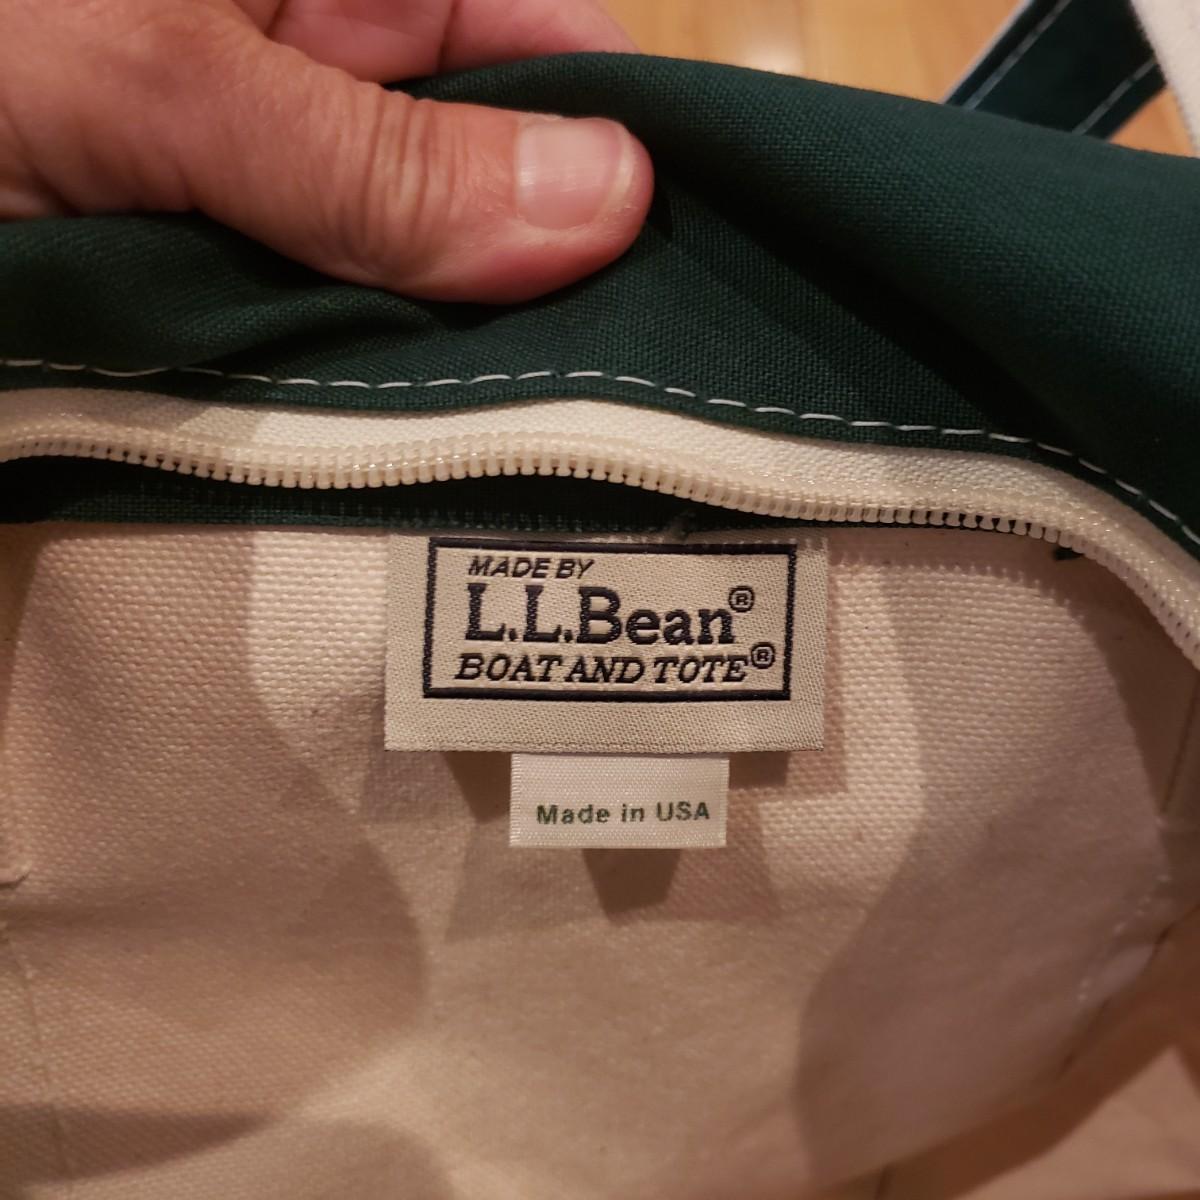 MADE BY
L.L.Bean®
BOAT AND TOTE®
Made in USA